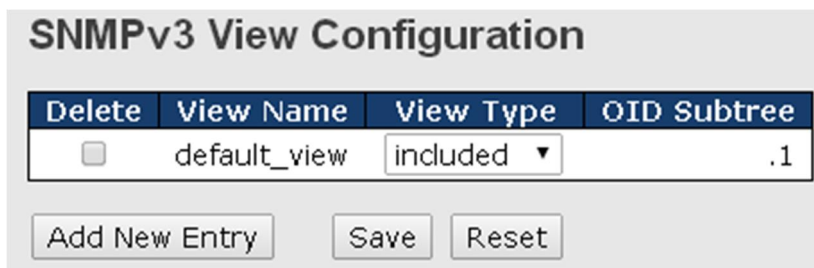 SNMPv3 View Configuration
Delete View Name View Type OID Subtree
default_view included .1
Add New Entry Save Reset